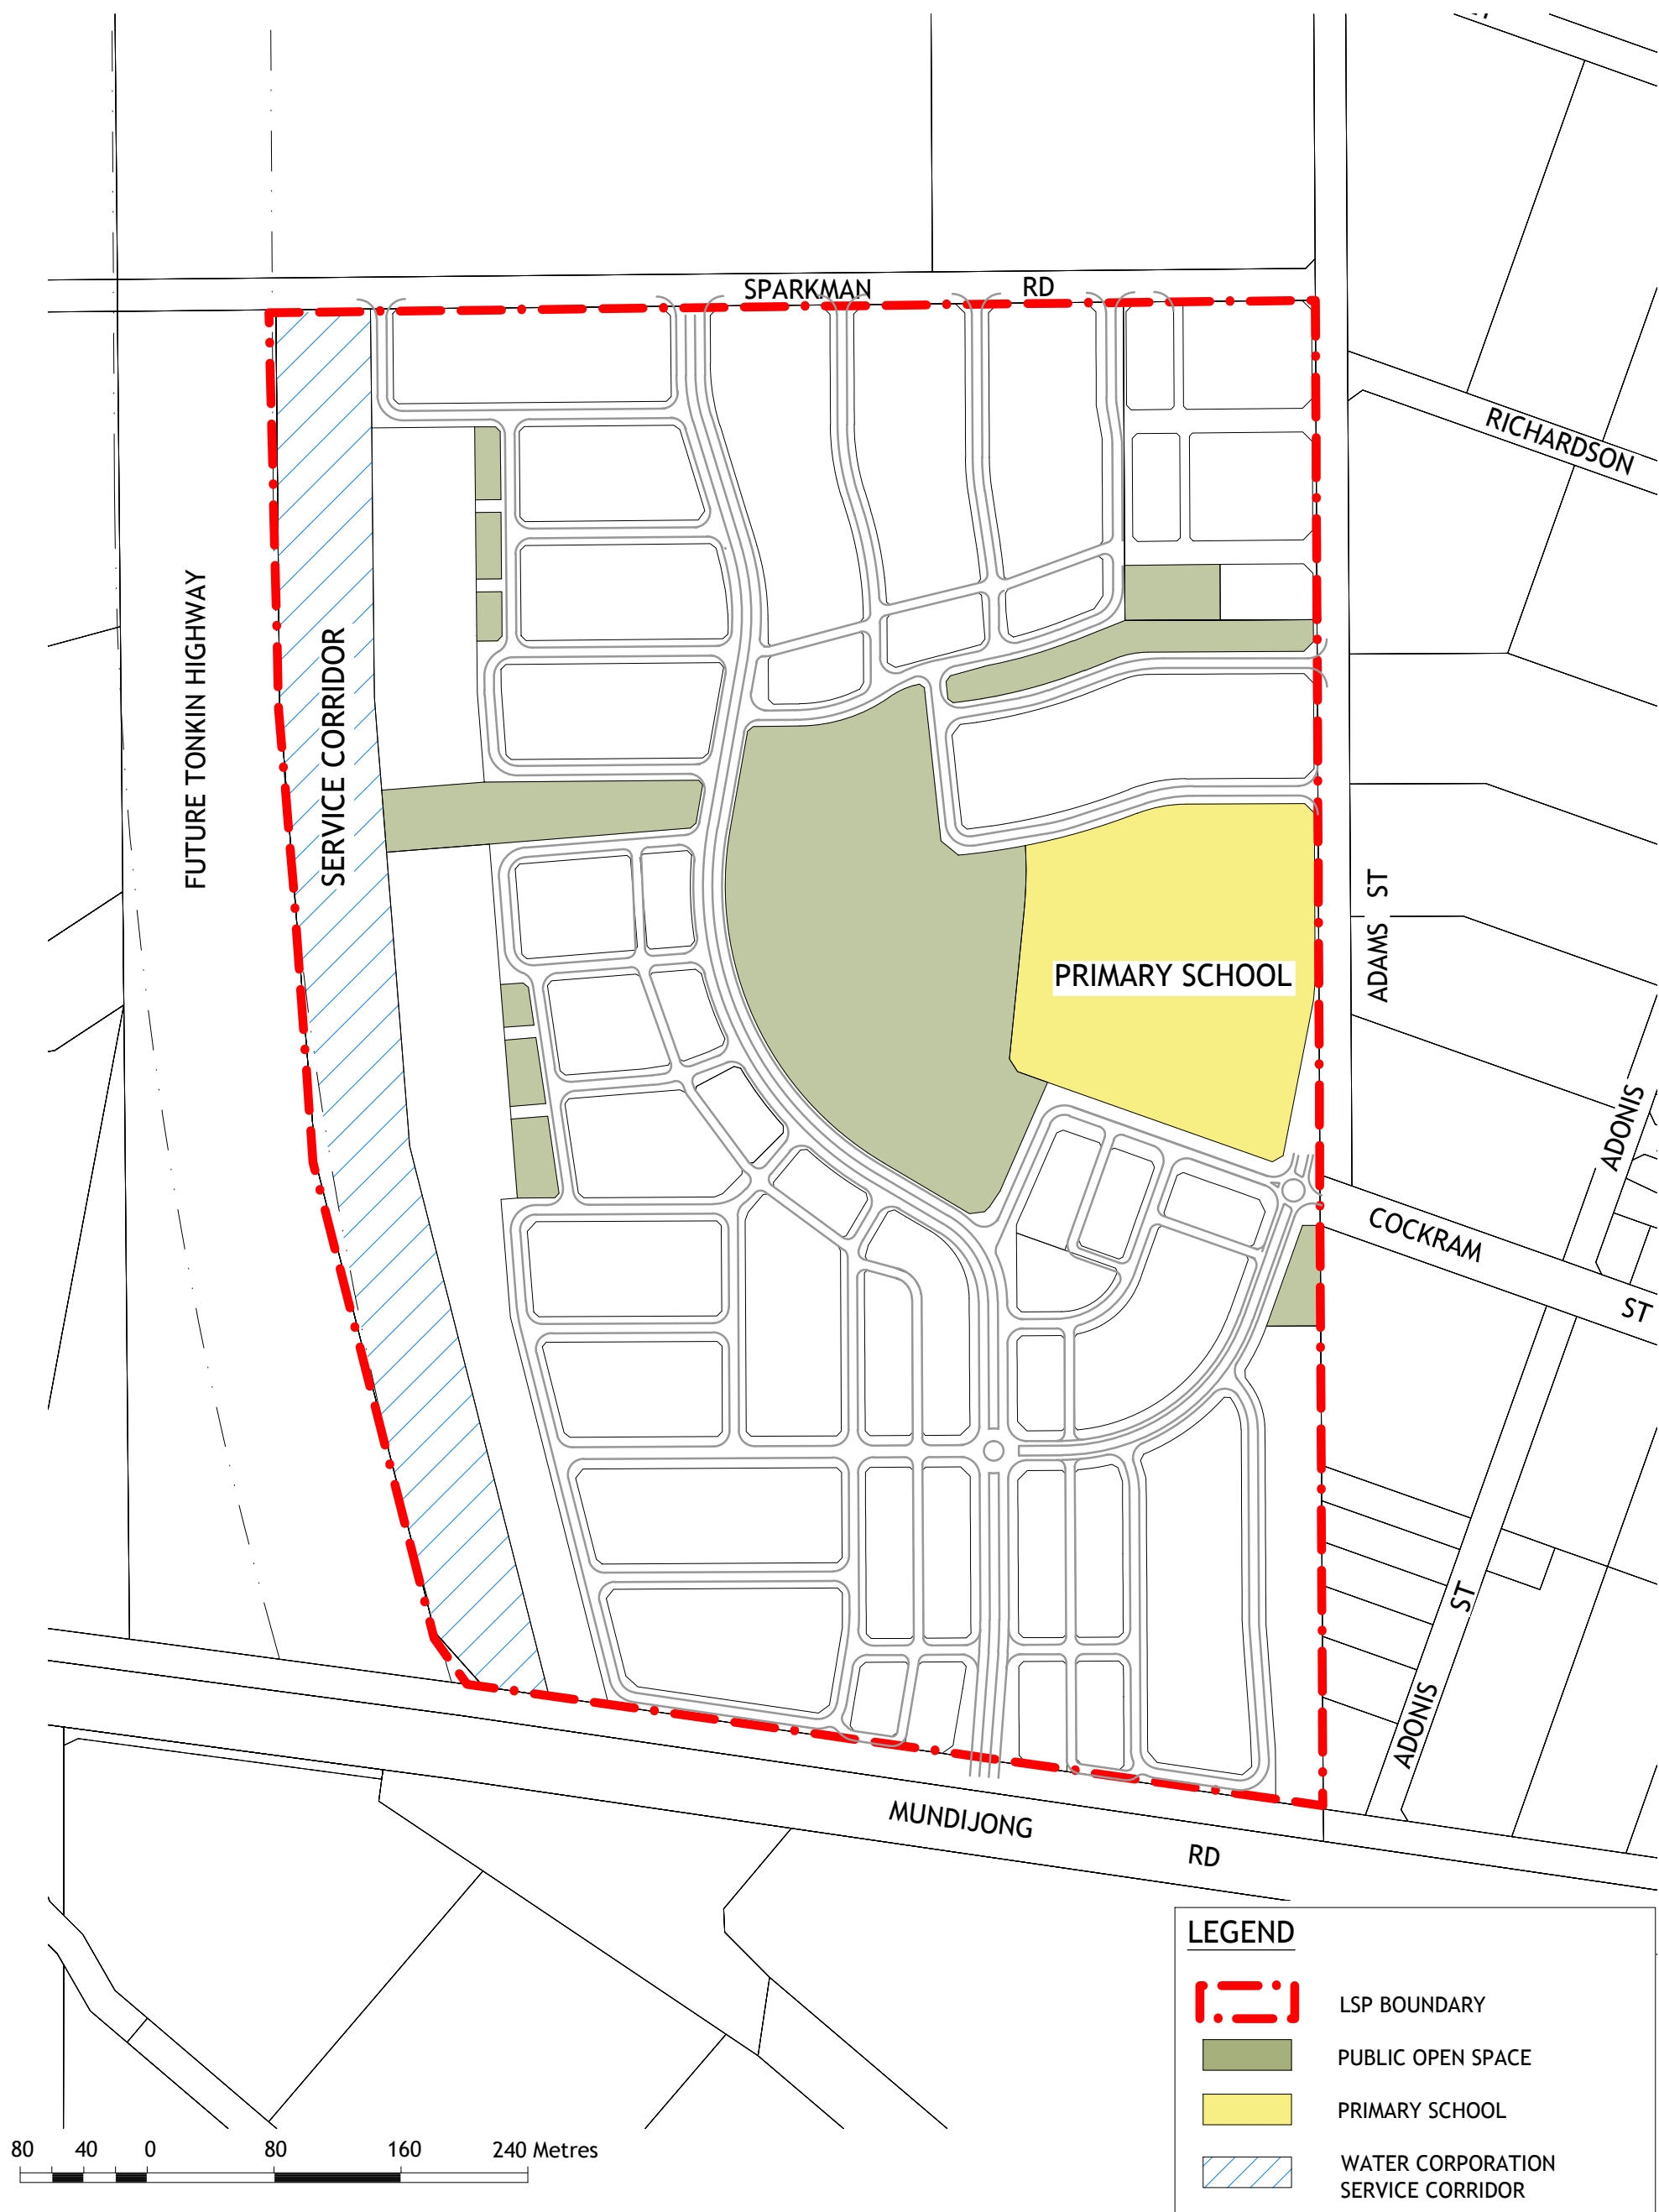 SPARKMAN RD
RICHARDSON
FUTURE TONKIN HIGHWAY
SERVICE CORRIDOR
ADAMS ST
PRIMARY SCHOOL
ADONIS
COCKRAM ST
ADONIS ST
MUNDIJONG RD
LEGEND
LSP BOUNDARY
PUBLIC OPEN SPACE
PRIMARY SCHOOL
WATER CORPORATION
SERVICE CORRIDOR
80 40 0 80 160 240 Metres